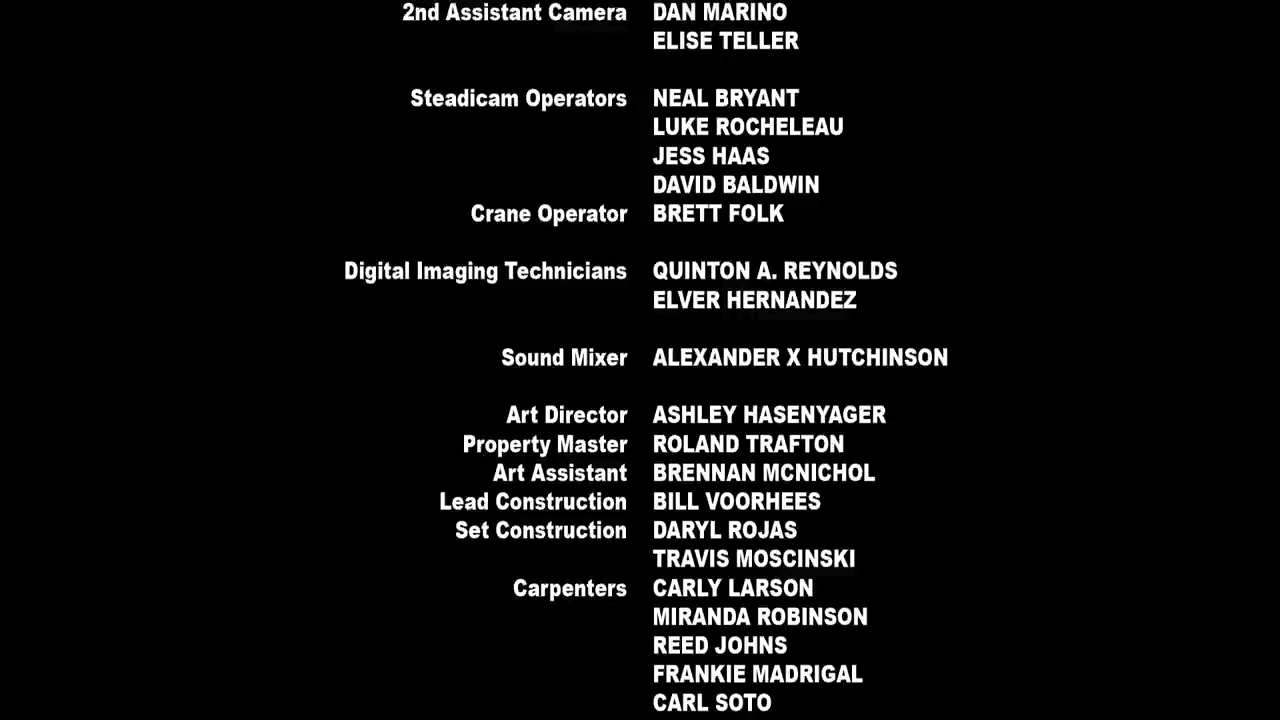 2nd Assistant Camera DAN MARINO
ELISE TELLER
Steadicam Operators NEAL BRYANT
LUKE ROCHELEAU
JESS HAAS
DAVID BALDWIN
Crane Operator BRETT FOLK
Digital Imaging Technicians QUINTON A. REYNOLDS
ELVER HERNANDEZ
Sound Mixer ALEXANDER X HUTCHINSON
Art Director ASHLEY HASENYAGER
Property Master ROLAND TRAFTON
Art Assistant BRENNAN MCNICHOL
Lead Construction BILL VOORHEES
Set Construction DARYL ROJAS
TRAVIS MOSCINSKI
Carpenters CARLY LARSON
MIRANDA ROBINSON
REED JOHNS
FRANKIE MADRIGAL
CARL SOTO